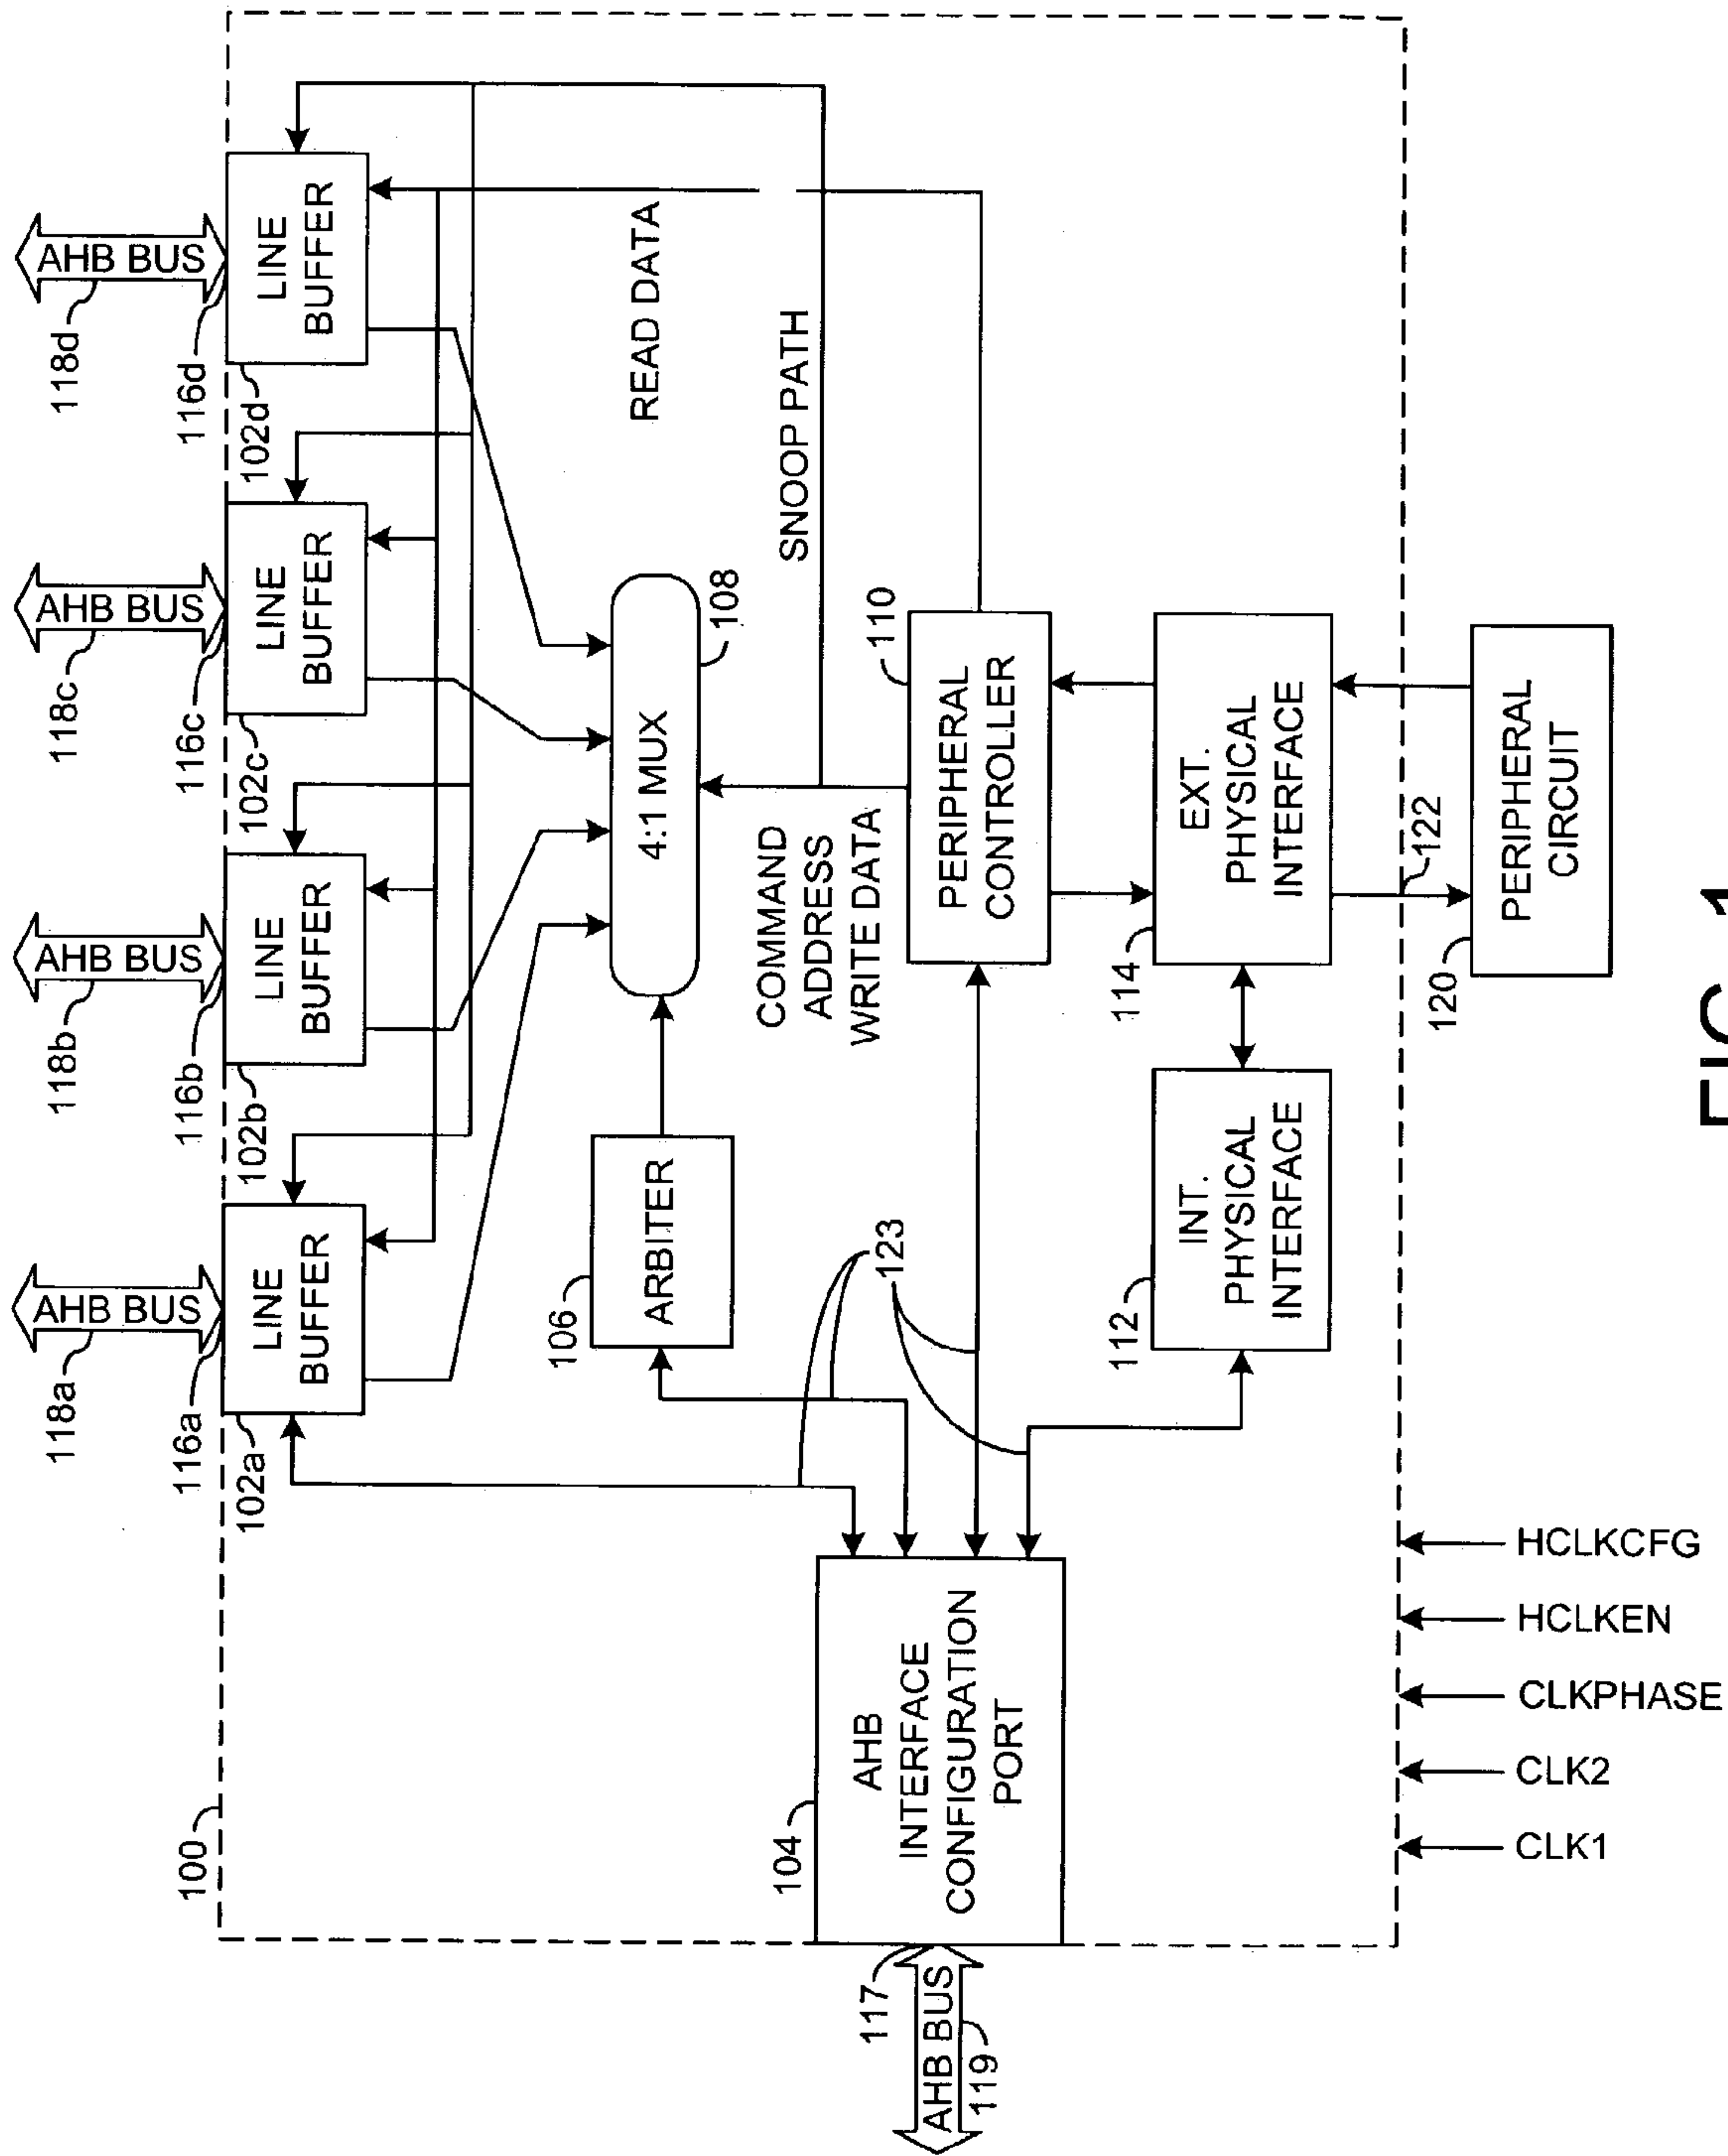 118a
AHB BUS
118b
AHB BUS
118c
AHB BUS
118d
AHB BUS
100
116a
116b
116c
116d
102a
LINE
BUFFER
102b
LINE
BUFFER
102c
LINE
BUFFER
102d
LINE
BUFFER
106
ARBITER
4:1 MUX
108
READ DATA
SNOOP PATH
COMMAND
ADDRESS
WRITE DATA
123
110
PERIPHERAL
CONTROLLER
104
AHB
INTERFACE
CONFIGURATION
PORT
117
AHB BUS
119
112
INT.
PHYSICAL
INTERFACE
114
EXT.
PHYSICAL
INTERFACE
122
120
PERIPHERAL
CIRCUIT
CLK1
CLK2
CLKPHASE
HCLKEN
HCLKCFG